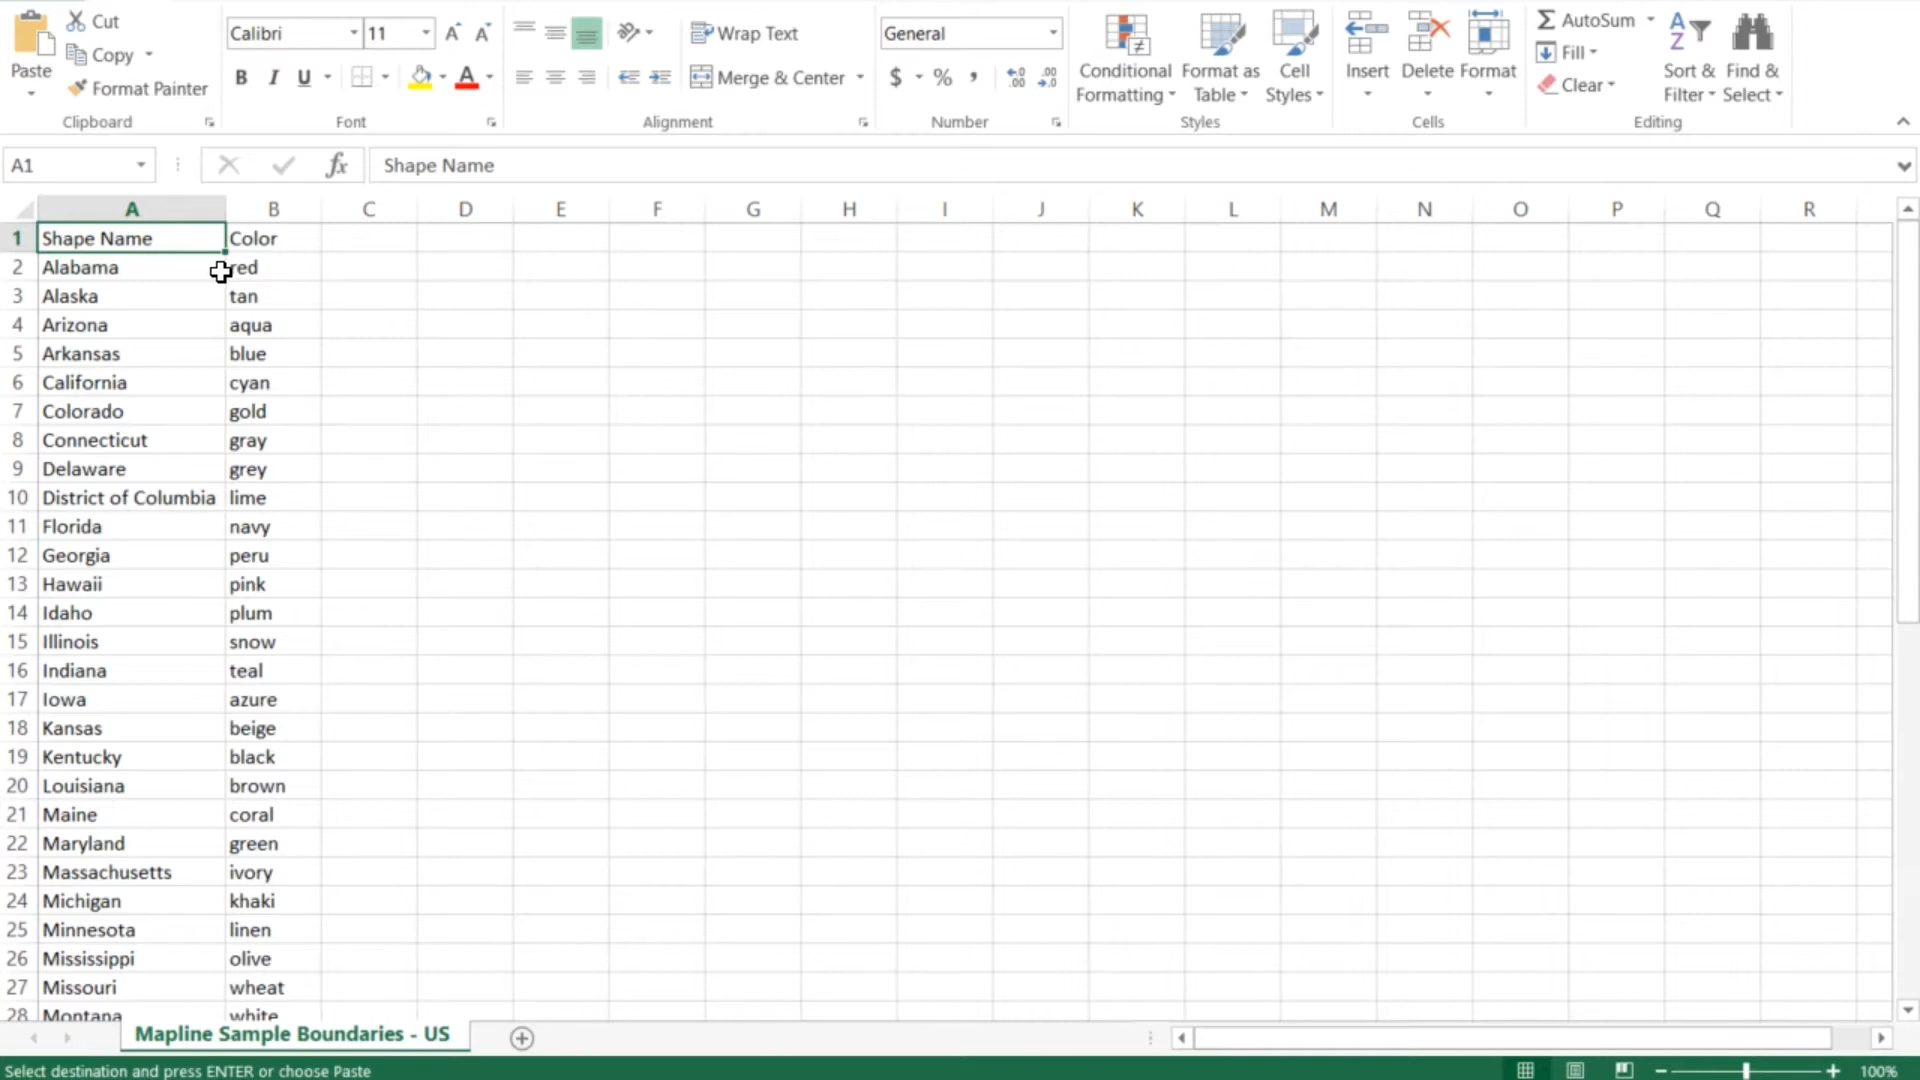 Cut
Copy
Paste
Format Painter
Clipboard
Calibri 11
B I U
A
Font
Wrap Text
Merge & Center
Alignment
General
$ % ,
Number
Conditional Formatting
Format as Table
Cell Styles
Styles
Insert
Delete
Format
Cells
AutoSum
Fill
Clear
Sort & Filter
Find & Select
Editing
A1 fx Shape Name
A B C D E F G H I J K L M N O P Q R
1 Shape Name Color
2 Alabama red
3 Alaska tan
4 Arizona aqua
5 Arkansas blue
6 California cyan
7 Colorado gold
8 Connecticut gray
9 Delaware grey
10 District of Columbia lime
11 Florida navy
12 Georgia peru
13 Hawaii pink
14 Idaho plum
15 Illinois snow
16 Indiana teal
17 Iowa azure
18 Kansas beige
19 Kentucky black
20 Louisiana brown
21 Maine coral
22 Maryland green
23 Massachusetts ivory
24 Michigan khaki
25 Minnesota linen
26 Mississippi olive
27 Missouri wheat
28 Montana white
Mapline Sample Boundaries - US
Select destination and press ENTER or choose Paste
100%